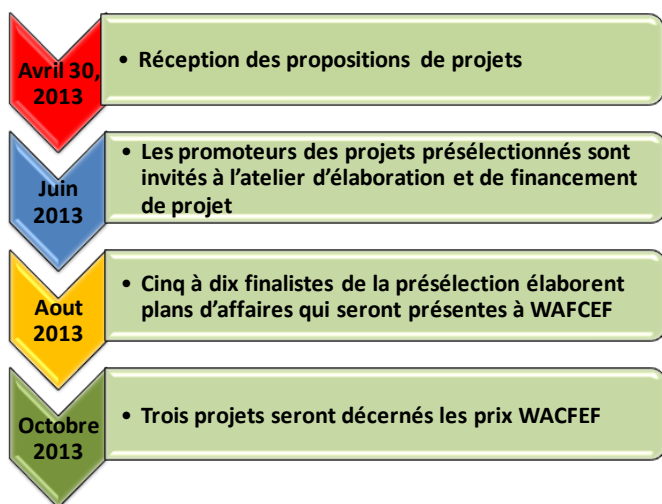 Avril 30,
2013
• Réception des propositions de projets
Juin
2013
• Les promoteurs des projets présélectionnés sont
invités à l’atelier d’élaboration et de financement
de projet
Aout
2013
• Cinq à dix finalistes de la présélection élaborent
plans d’affaires qui seront présentes à WAFCEF
Octobre
2013
• Trois projets seront décernés les prix WACFEF